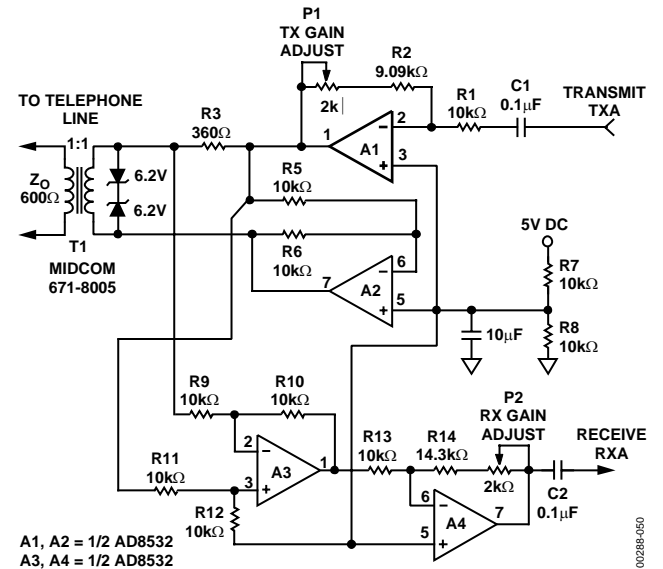 P1
TX GAIN
ADJUST
2k
R2
9.09kΩ
R1
10kΩ
C1
0.1μF
TRANSMIT
TXA
TO TELEPHONE
LINE
1:1
ZO
600Ω
T1
MIDCOM
671-8005
6.2V
6.2V
R3
360Ω
1
A1
2
3
R5
10kΩ
R6
10kΩ
7
A2
6
5
5V DC
R7
10kΩ
R8
10kΩ
10μF
R9
10kΩ
R10
10kΩ
2
3
A3
1
R11
10kΩ
R12
10kΩ
R13
10kΩ
R14
14.3kΩ
P2
RX GAIN
ADJUST
2kΩ
6
5
A4
7
C2
0.1μF
RECEIVE
RXA
A1, A2 = 1/2 AD8532
A3, A4 = 1/2 AD8532
00288-050